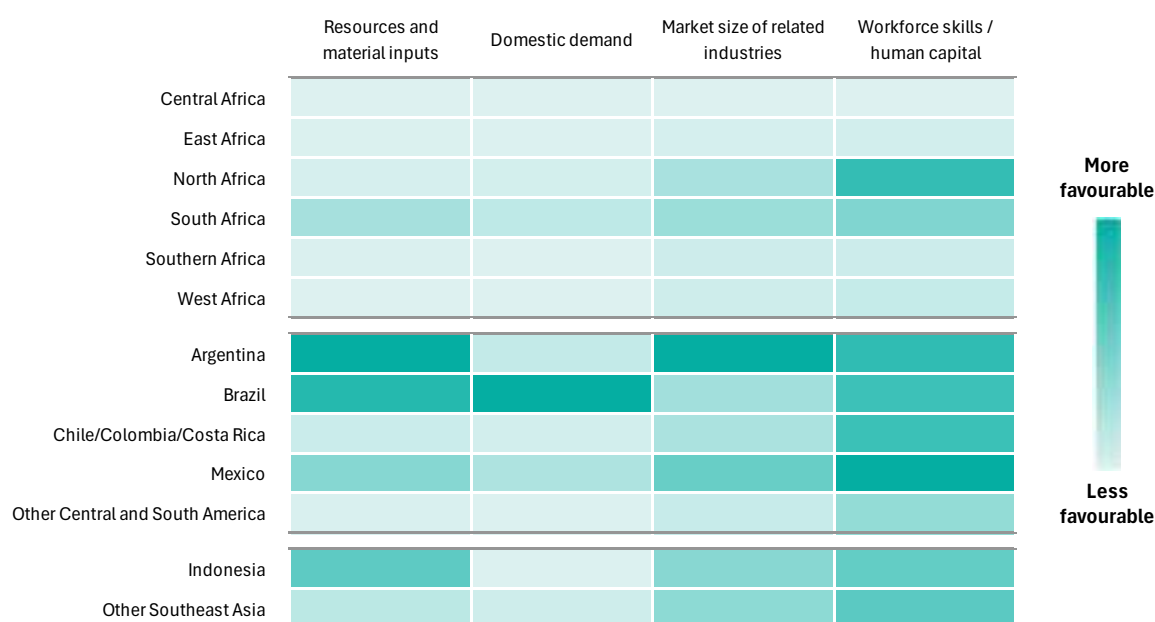 Resources and
material inputs
Domestic demand
Market size of related
industries
Workforce skills /
human capital
Central Africa
East Africa
North Africa
South Africa
Southern Africa
West Africa
Argentina
Brazil
Chile/Colombia/Costa Rica
Mexico
Other Central and South America
Indonesia
Other Southeast Asia
More
favourable
Less
favourable